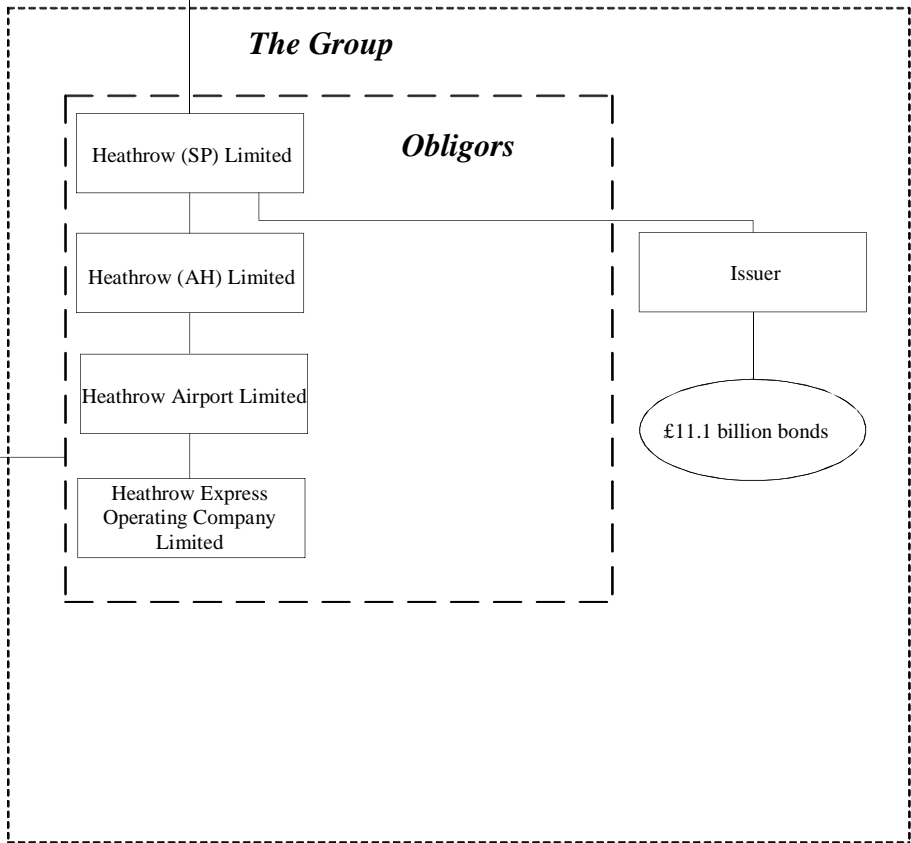 The Group
Obligors
Heathrow (SP) Limited
Heathrow (AH) Limited
Issuer
Heathrow Airport Limited
£11.1 billion bonds
Heathrow Express
Operating Company
Limited